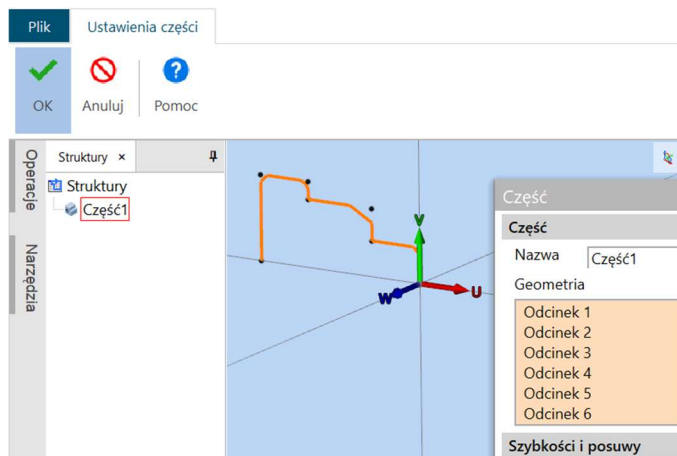 Plik
Ustawienia części
OK
Anuluj
Pomoc
Operacje
Narzędzia
Struktury ×
Struktury
Część1
V
U
W
Część
Część
Nazwa
Część1
Geometria
Odcinek 1
Odcinek 2
Odcinek 3
Odcinek 4
Odcinek 5
Odcinek 6
Szybkości i posuwy